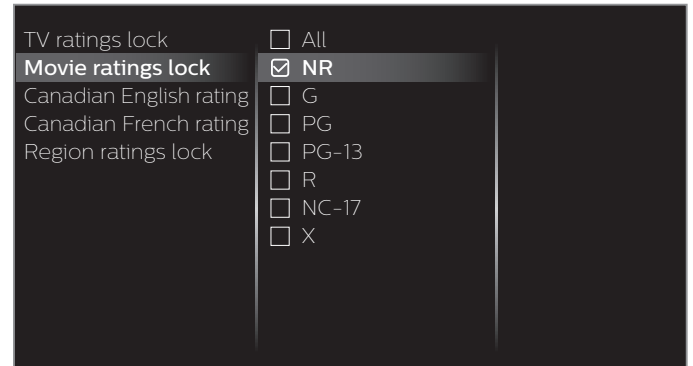 TV ratings lock
Movie ratings lock
Canadian English rating
Canadian French rating
Region ratings lock
All
NR
G
PG
PG-13
R
NC-17
X